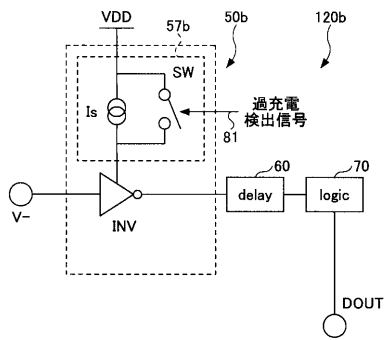 57b
50b
120b
VDD
SW
Is
過充電
検出信号
81
60
70
delay
logic
V-
INV
DOUT